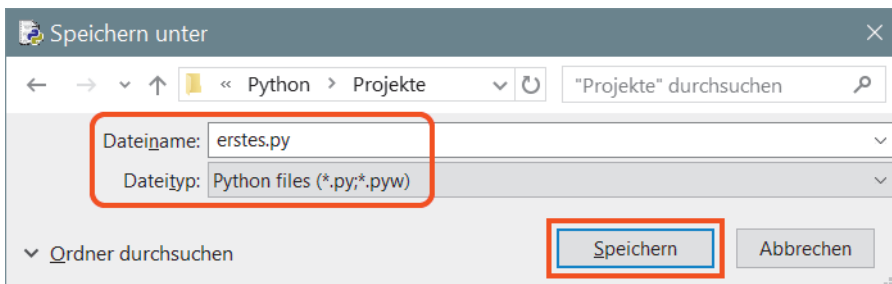 Speichern unter
« Python > Projekte "Projekte" durchsuchen
Dateiname: erstes.py
Dateityp: Python files (*.py;*.pyw)
Ordner durchsuchen Speichern Abbrechen